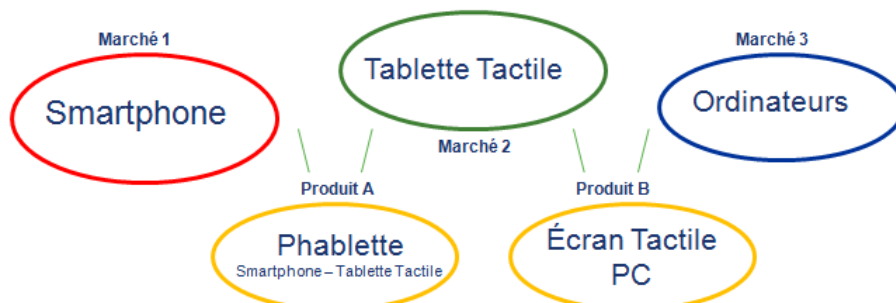 Marché 1
Smartphone
Tablette Tactile
Marché 2
Marché 3
Ordinateurs
Produit A
Phablette
Smartphone – Tablette Tactile
Produit B
Écran Tactile
PC